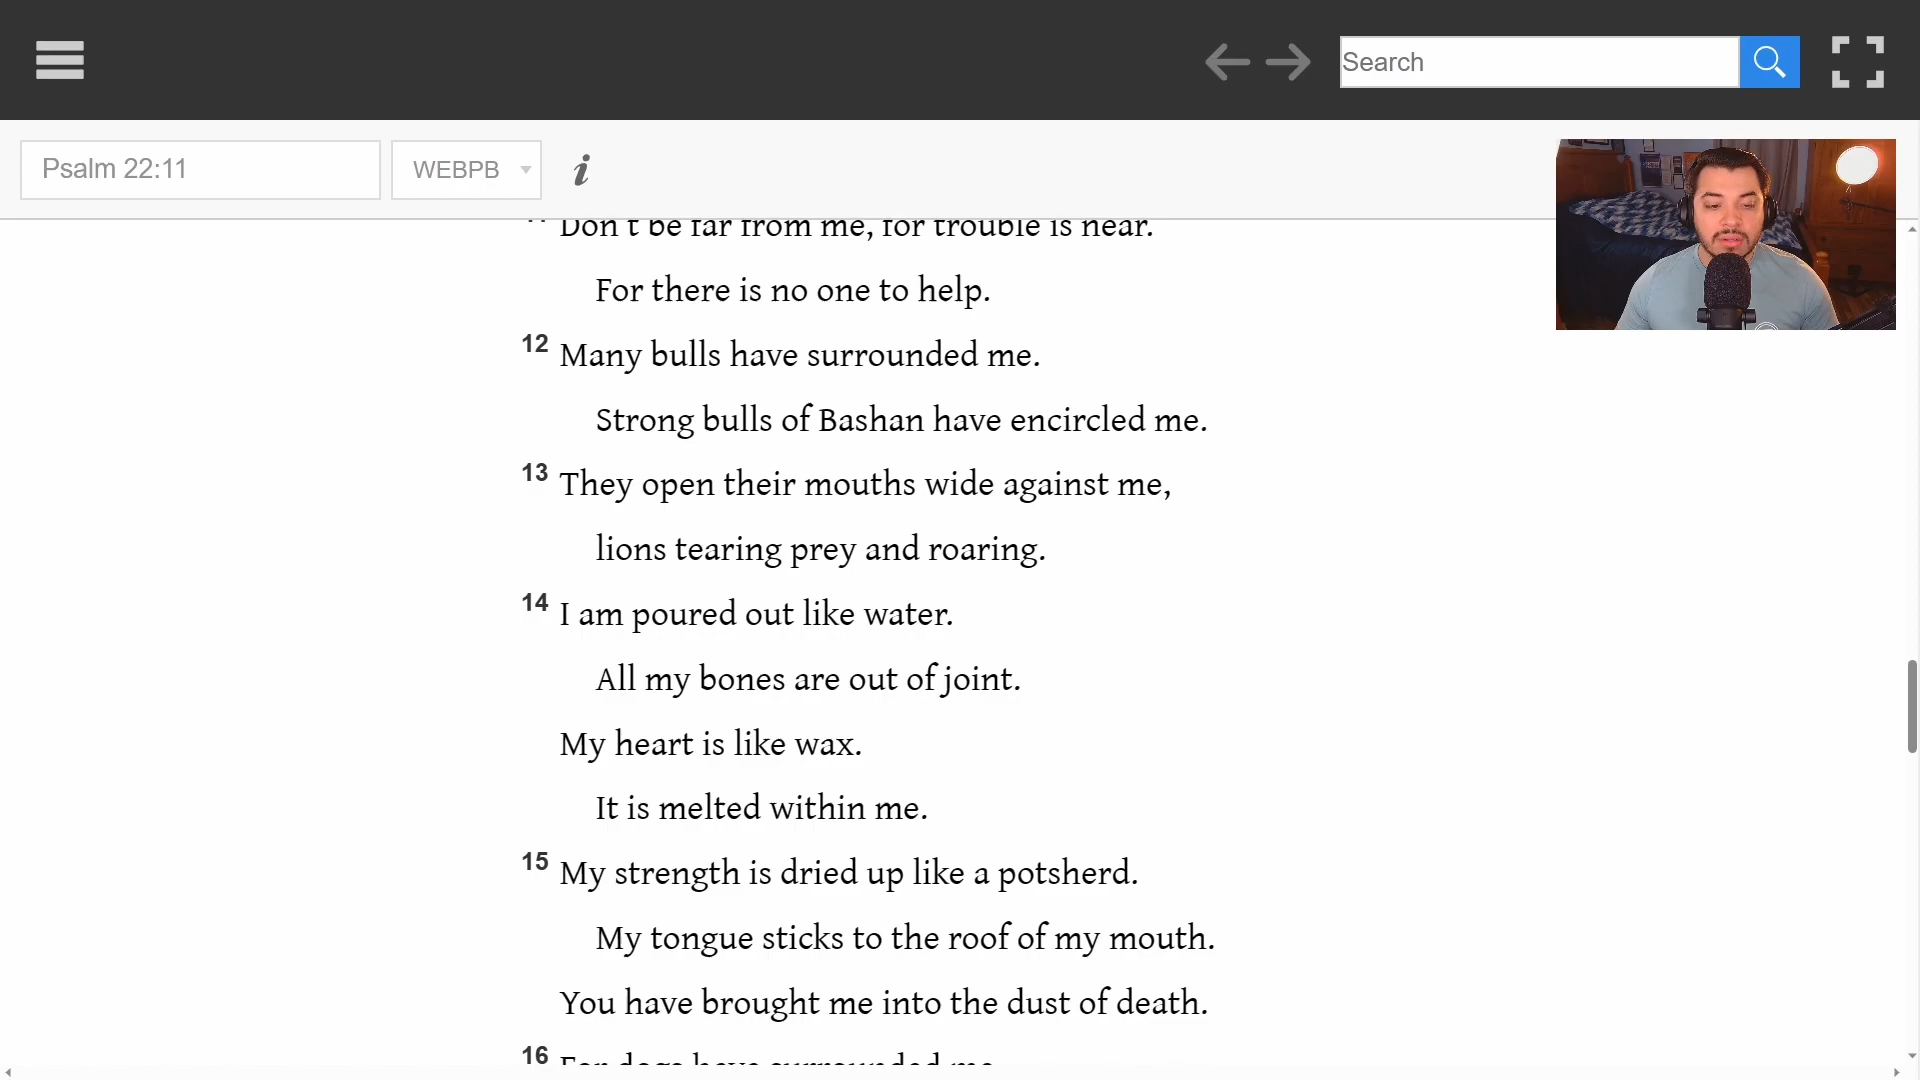 Search
Psalm 22:11
WEBPB
i
Don't be far from me, for trouble is near.
For there is no one to help.
12 Many bulls have surrounded me.
Strong bulls of Bashan have encircled me.
13 They open their mouths wide against me,
lions tearing prey and roaring.
14 I am poured out like water.
All my bones are out of joint.
My heart is like wax.
It is melted within me.
15 My strength is dried up like a potsherd.
My tongue sticks to the roof of my mouth.
You have brought me into the dust of death.
16 For dogs have surrounded me.